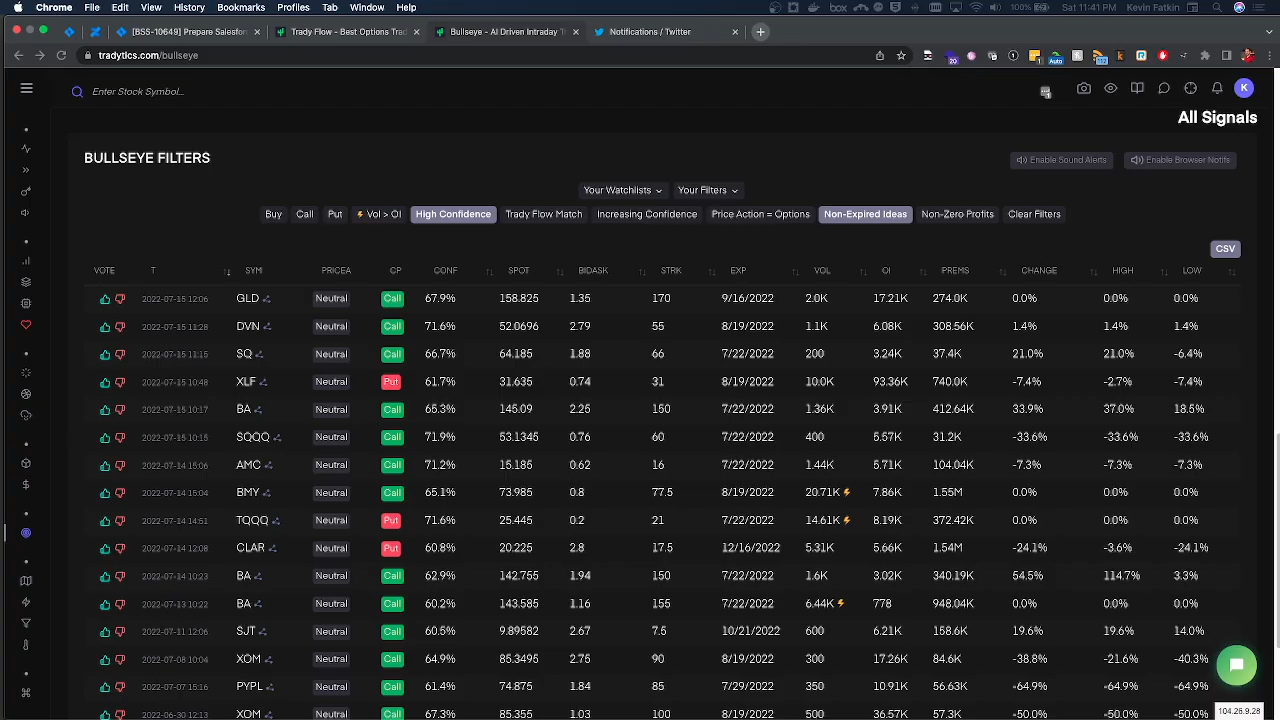 Chrome File Edit View History Bookmarks Profiles Tab Window Help box 100% Sat 11:41 PM Kevin Fatkin
[BSS-10649] Prepare Salesfor Trady Flow - Best Options Trad Bullseye - AI Driven Intraday T Notifications / Twitter
tradytics.com/bullseye
Enter Stock Symbol... K
All Signals
BULLSEYE FILTERS Enable Sound Alerts Enable Browser Notifs
Your Watchlists Your Filters
Buy Call Put Vol > OI High Confidence Trady Flow Match Increasing Confidence Price Action = Options Non-Expired Ideas Non-Zero Profits Clear Filters
CSV
VOTE T SYM PRICEA CP CONF SPOT BIDASK STRK EXP VOL OI PREMS CHANGE HIGH LOW
2022-07-15 12:06 GLD Neutral Call 67.9% 158.825 1.35 170 9/16/2022 2.0K 17.21K 274.0K 0.0% 0.0% 0.0%
2022-07-15 11:28 DVN Neutral Call 71.6% 52.0696 2.79 55 8/19/2022 1.1K 6.08K 308.56K 1.4% 1.4% 1.4%
2022-07-15 11:15 SQ Neutral Call 66.7% 64.185 1.88 66 7/22/2022 200 3.24K 37.4K 21.0% 21.0% -6.4%
2022-07-15 10:48 XLF Neutral Put 61.7% 31.635 0.74 31 8/19/2022 10.0K 93.36K 740.0K -7.4% -2.7% -7.4%
2022-07-15 10:17 BA Neutral Call 65.3% 145.09 2.25 150 7/22/2022 1.36K 3.91K 412.64K 33.9% 37.0% 18.5%
2022-07-15 10:15 SQQQ Neutral Call 71.9% 53.1345 0.76 60 7/22/2022 400 5.57K 31.2K -33.6% -33.6% -33.6%
2022-07-14 15:06 AMC Neutral Call 71.2% 15.185 0.62 16 7/22/2022 1.44K 5.71K 104.04K -7.3% -7.3% -7.3%
2022-07-14 15:04 BMY Neutral Call 65.1% 73.985 0.8 77.5 8/19/2022 20.71K 7.86K 1.55M 0.0% 0.0% 0.0%
2022-07-14 14:51 TQQQ Neutral Put 71.6% 25.445 0.2 21 7/22/2022 14.61K 8.19K 372.42K 0.0% 0.0% 0.0%
2022-07-14 12:08 CLAR Neutral Put 60.8% 20.225 2.8 17.5 12/16/2022 5.31K 5.66K 1.54M -24.1% -3.6% -24.1%
2022-07-14 10:23 BA Neutral Call 62.9% 142.755 1.94 150 7/22/2022 1.6K 3.02K 340.19K 54.5% 114.7% 3.3%
2022-07-13 10:22 BA Neutral Call 60.2% 143.585 1.16 155 7/22/2022 6.44K 778 948.04K 0.0% 0.0% 0.0%
2022-07-11 12:06 SJT Neutral Call 60.5% 9.89582 2.67 7.5 10/21/2022 600 6.21K 158.6K 19.6% 19.6% 14.0%
2022-07-08 10:04 XOM Neutral Call 64.9% 85.3495 2.75 90 8/19/2022 300 17.26K 84.6K -38.8% -21.6% -40.3%
2022-07-07 15:16 PYPL Neutral Call 61.4% 74.875 1.84 85 7/29/2022 350 10.91K 56.63K -64.9% -64.9% -64.9%
2022-06-30 12:13 XOM Neutral Call 67.3% 85.355 1.03 100 8/19/2022 501 36.57K 57.3K -50.0% -50.0% -50.0%
104.26.9.28